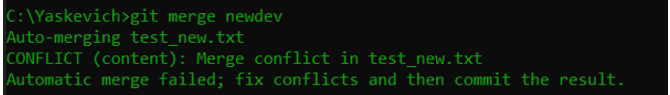 C:\Yaskevich>git merge newdev
Auto-merging test_new.txt
CONFLICT (content): Merge conflict in test_new.txt
Automatic merge failed; fix conflicts and then commit the result.